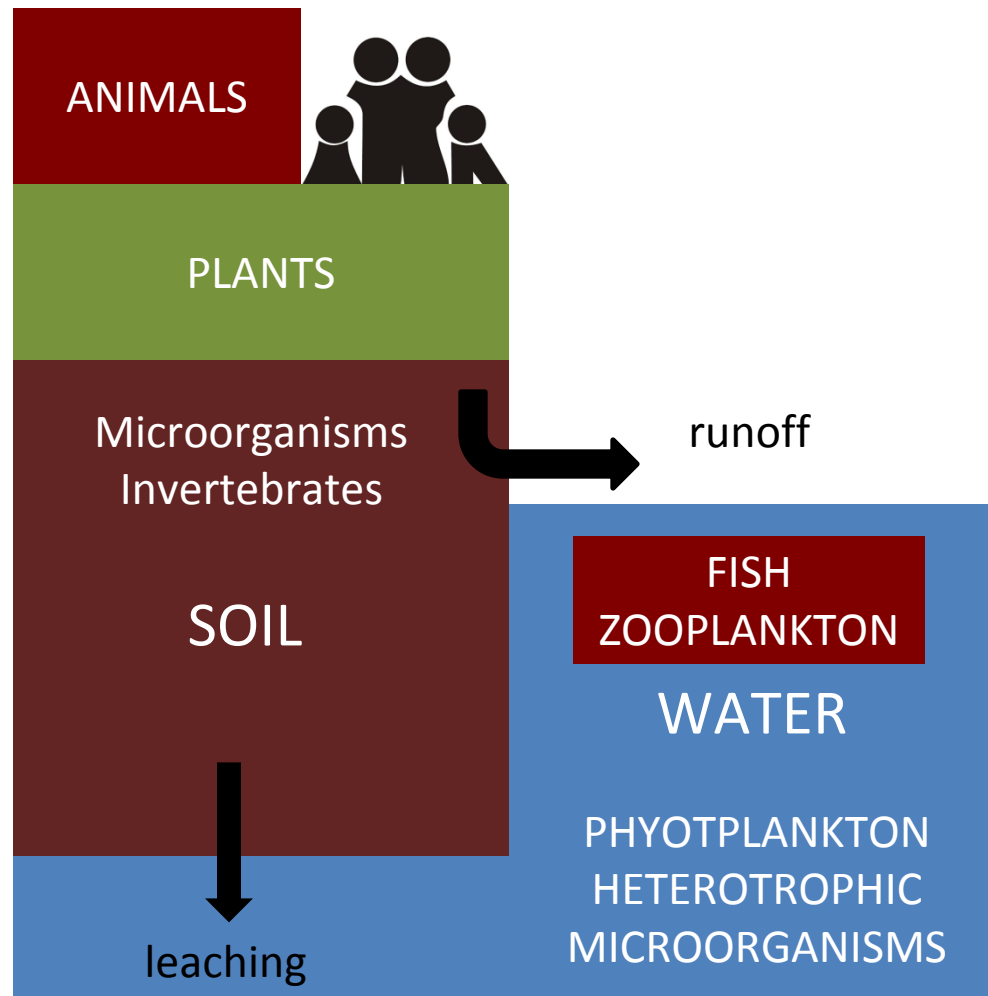 ANIMALS
PLANTS
Microorganisms
Invertebrates
SOIL
runoff
FISH
ZOOPLANKTON
WATER
PHYOTPLANKTON
HETEROTROPHIC
MICROORGANISMS
leaching